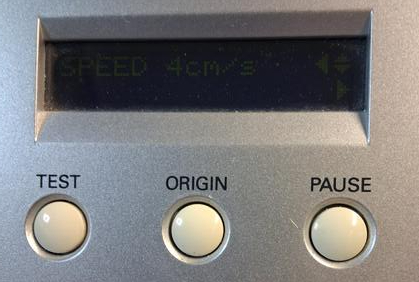 SPEED 4cm/s
TEST ORIGIN PAUSE